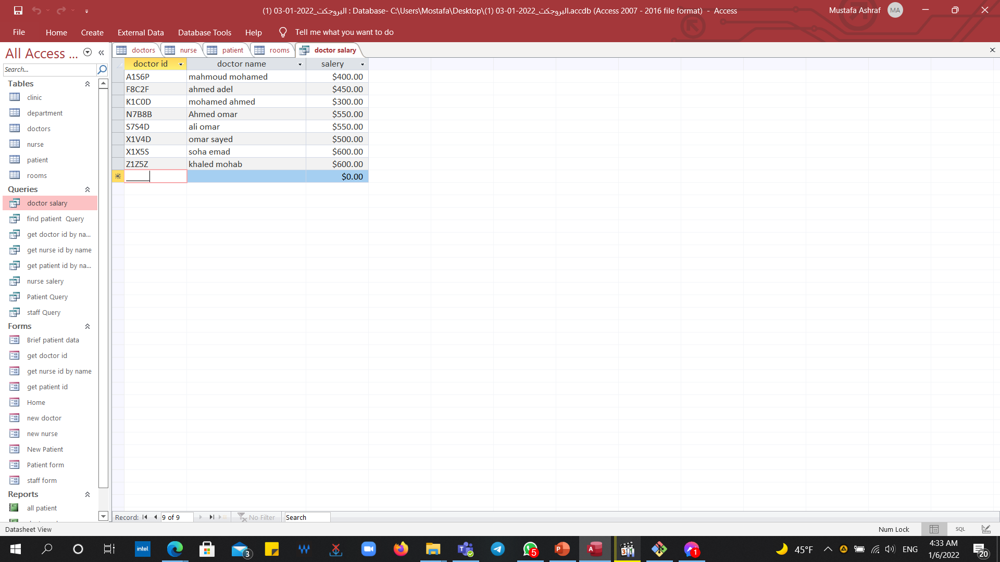 (1) 03-01-2022_البروجكت : Database- C:\Users\Mostafa\Desktop\(1) 03-01-2022_البروجكت.accdb (Access 2007 - 2016 file format) - Access
Mustafa Ashraf MA
File Home Create External Data Database Tools Help Tell me what you want to do
All Access ...
Search...
Tables
clinic
department
doctors
nurse
patient
rooms
Queries
doctor salary
find patient Query
get doctor id by na...
get nurse id by name
get patient id by na...
nurse salery
Patient Query
staff Query
Forms
Brief patient data
get doctor id
get nurse id by name
get patient id
Home
new doctor
new nurse
New Patient
Patient form
staff form
Reports
all patient
doctors nurse patient rooms doctor salary
doctor id doctor name salery
A1S6P mahmoud mohamed $400.00
F8C2F ahmed adel $450.00
K1C0D mohamed ahmed $300.00
N7B8B Ahmed omar $550.00
S7S4D ali omar $550.00
X1V4D omar sayed $500.00
X1X5S soha emad $600.00
Z1Z5Z khaled mohab $600.00
$0.00
Record: 9 of 9 No Filter Search
Datasheet View Num Lock SQL
intel 3 5 1 45°F ENG 4:33 AM
1/6/2022 20